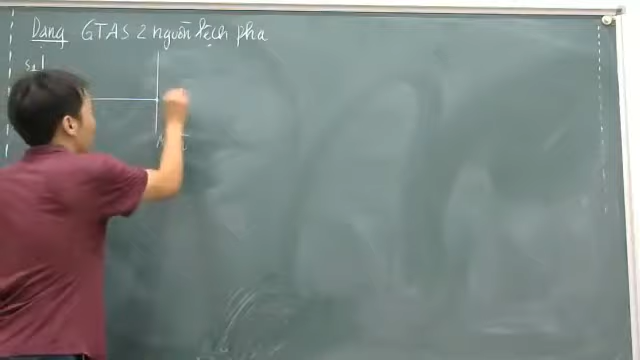 Dạng GTAS 2 nguồn lệch pha
S₁